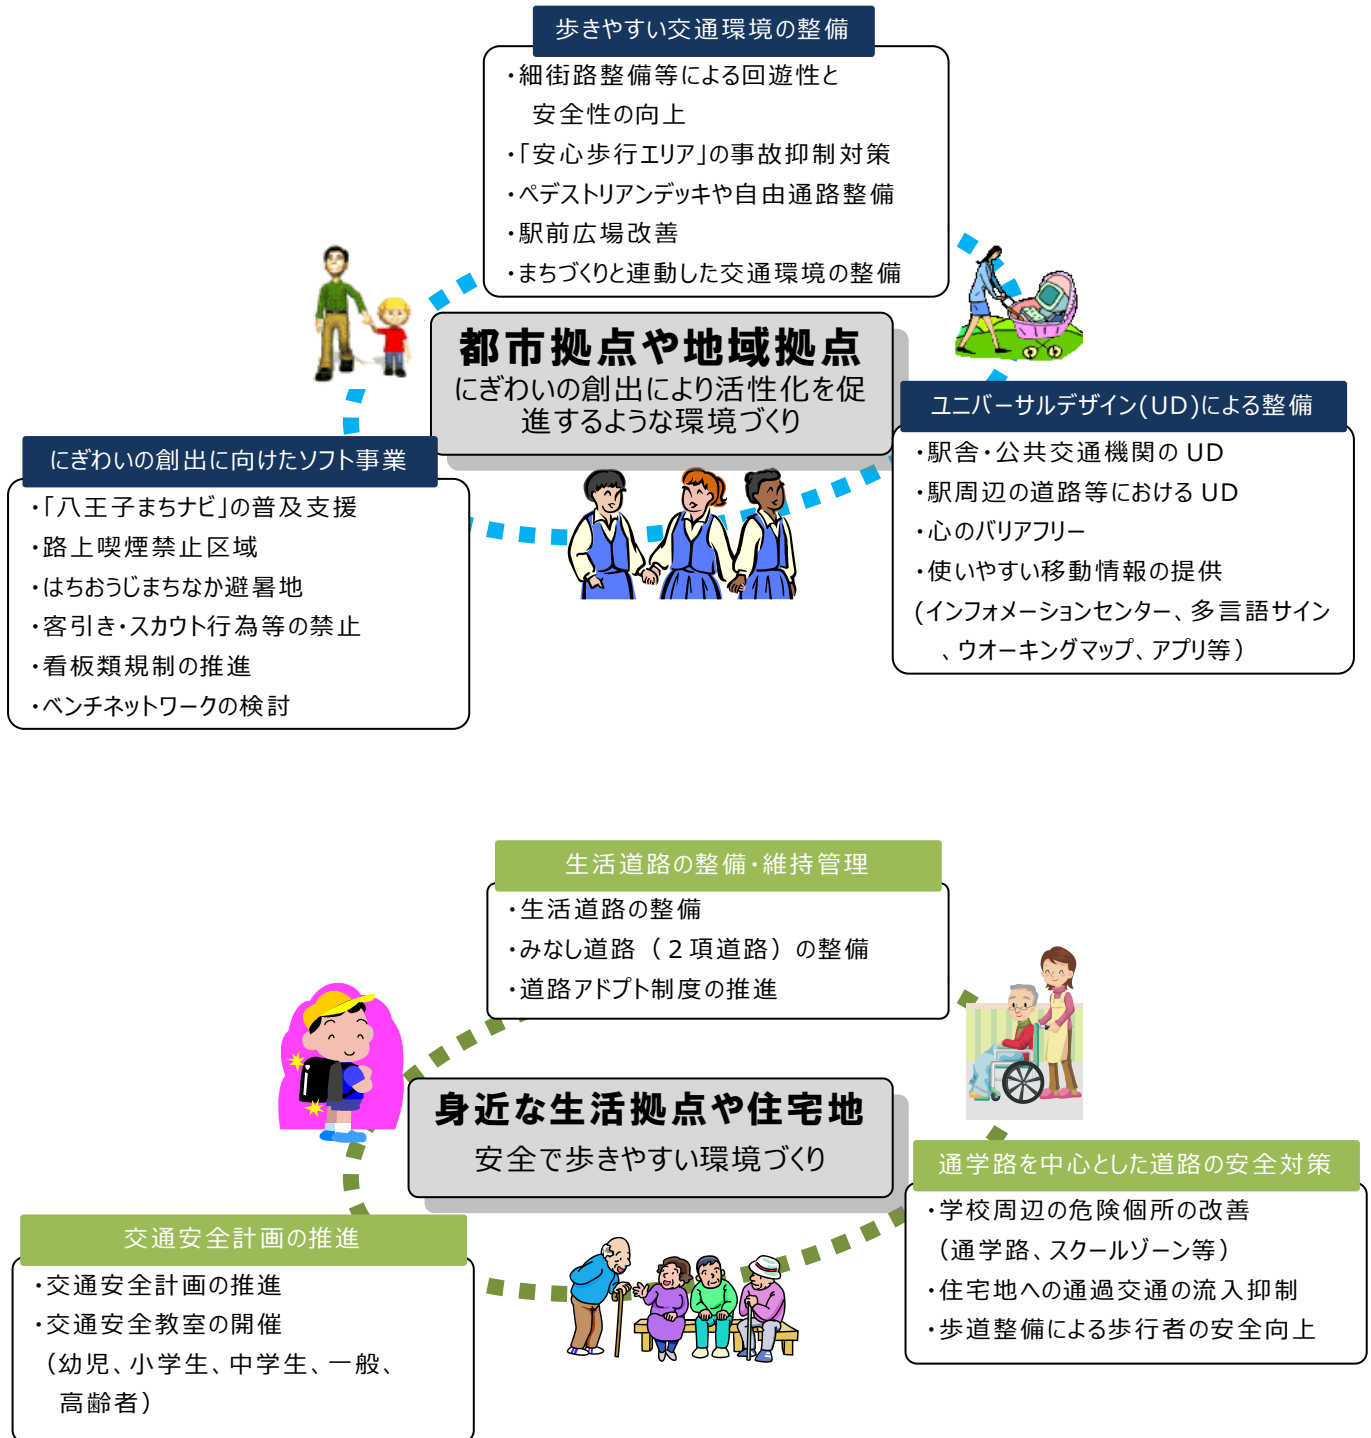 歩きやすい交通環境の整備
・細街路整備等による回遊性と
安全性の向上
・「安心歩行エリア」の事故抑制対策
・ペデストリアンデッキや自由通路整備
・駅前広場改善
・まちづくりと連動した交通環境の整備
都市拠点や地域拠点
にぎわいの創出により活性化を促
進するような環境づくり
ユニバーサルデザイン(UD)による整備
・駅舎・公共交通機関の UD
・駅周辺の道路等における UD
・心のバリアフリー
・使いやすい移動情報の提供
(インフォメーションセンター、多言語サイン
、ウオーキングマップ、アプリ等）
にぎわいの創出に向けたソフト事業
・「八王子まちナビ」の普及支援
・路上喫煙禁止区域
・はちおうじまちなか避暑地
・客引き・スカウト行為等の禁止
・看板類規制の推進
・ベンチネットワークの検討
生活道路の整備・維持管理
・生活道路の整備
・みなし道路（２項道路）の整備
・道路アドプト制度の推進
身近な生活拠点や住宅地
安全で歩きやすい環境づくり
通学路を中心とした道路の安全対策
・学校周辺の危険個所の改善
（通学路、スクールゾーン等）
・住宅地への通過交通の流入抑制
・歩道整備による歩行者の安全向上
交通安全計画の推進
・交通安全計画の推進
・交通安全教室の開催
（幼児、小学生、中学生、一般、
高齢者）